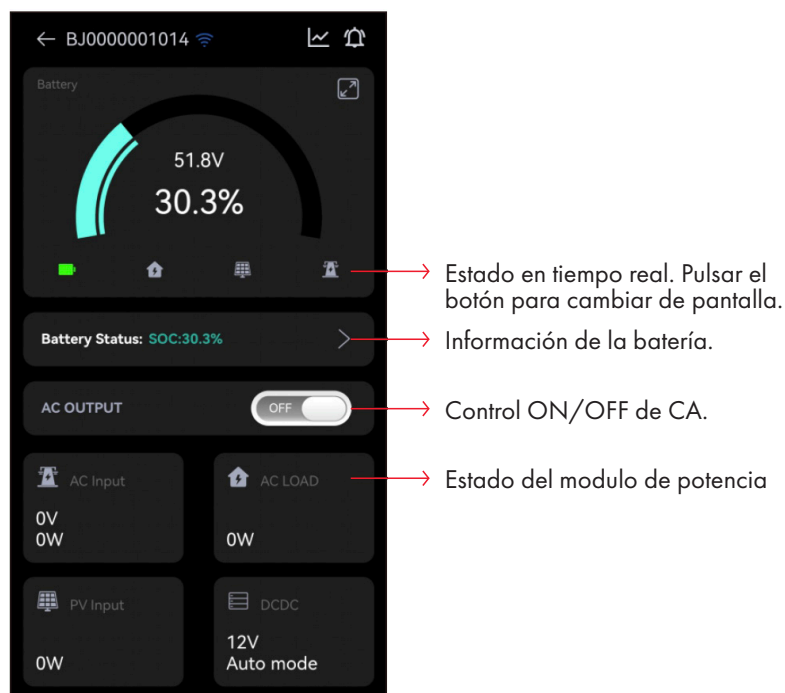 BJ0000001014
Battery
51.8V
30.3%
Estado en tiempo real. Pulsar el
botón para cambiar de pantalla.
Battery Status: SOC:30.3%
Información de la batería.
AC OUTPUT
OFF
Control ON/OFF de CA.
AC Input
0V
0W
AC LOAD
0W
Estado del modulo de potencia
PV Input
0W
DCDC
12V
Auto mode